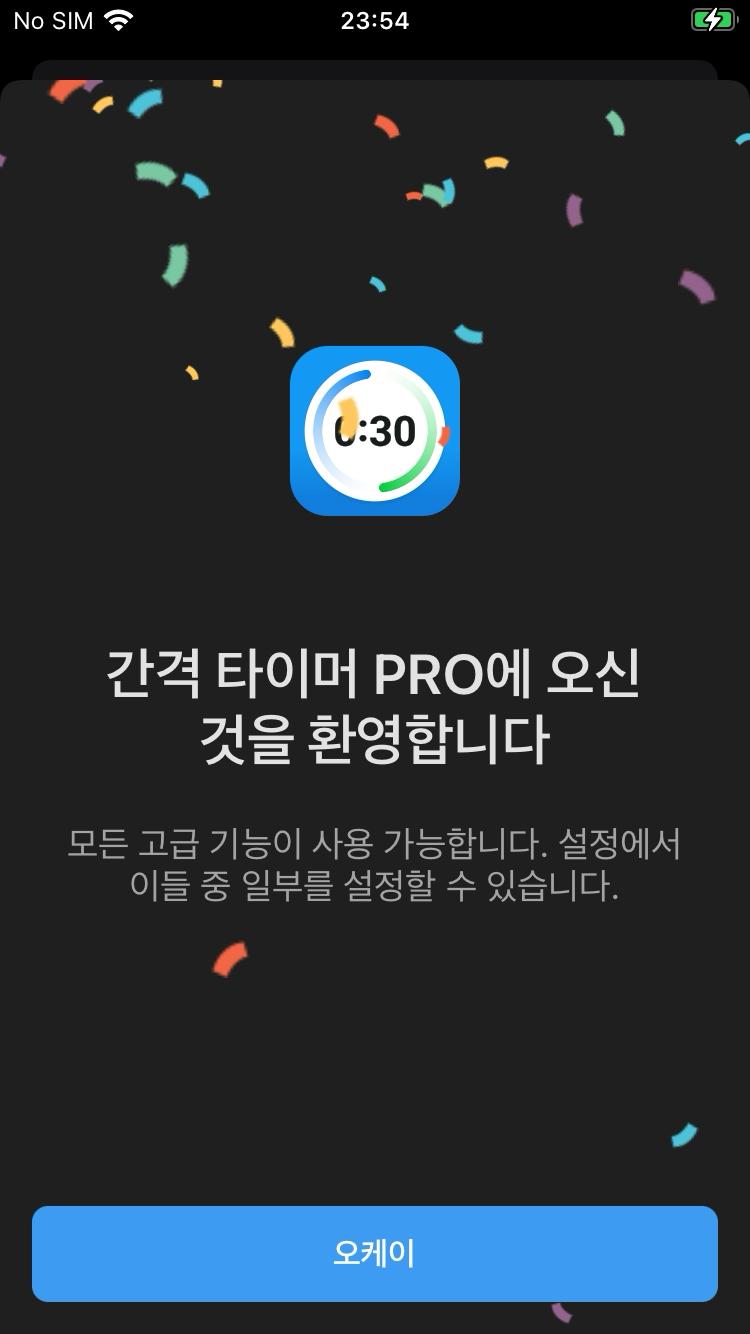 No SIM 23:54
0:30
간격 타이머 PRO에 오신
것을 환영합니다
모든 고급 기능이 사용 가능합니다. 설정에서
이들 중 일부를 설정할 수 있습니다.
오케이